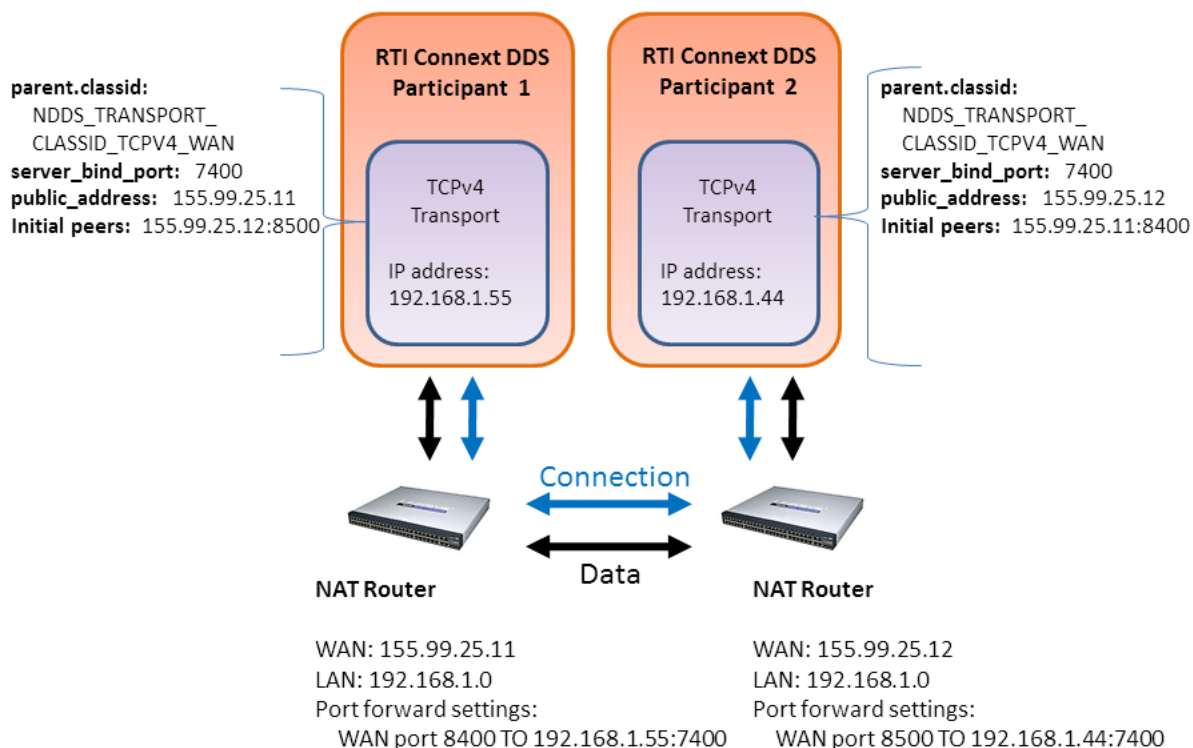 RTI Connext DDS
Participant 1
RTI Connext DDS
Participant 2
parent.classid:
NDDS_TRANSPORT_
CLASSID_TCPV4_WAN
server_bind_port: 7400
public_address: 155.99.25.11
Initial peers: 155.99.25.12:8500
TCPv4
Transport
IP address:
192.168.1.55
TCPv4
Transport
IP address:
192.168.1.44
parent.classid:
NDDS_TRANSPORT_
CLASSID_TCPV4_WAN
server_bind_port: 7400
public_address: 155.99.25.12
Initial peers: 155.99.25.11:8400
Connection
Data
NAT Router
WAN: 155.99.25.11
LAN: 192.168.1.0
Port forward settings:
WAN port 8400 TO 192.168.1.55:7400
NAT Router
WAN: 155.99.25.12
LAN: 192.168.1.0
Port forward settings:
WAN port 8500 TO 192.168.1.44:7400